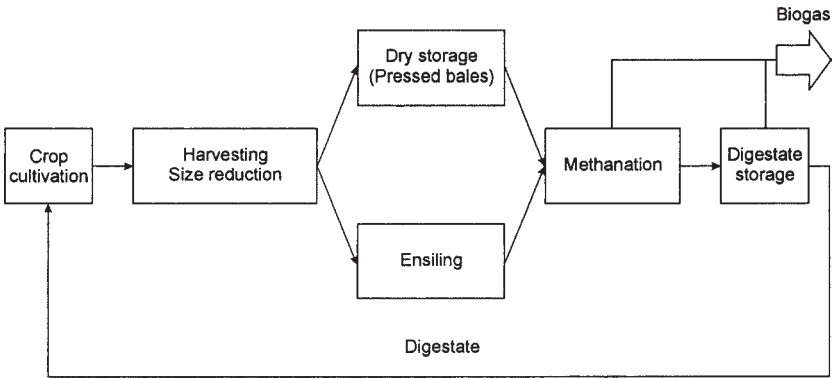 Biogas
Dry storage
(Pressed bales)
Crop
cultivation
Harvesting
Size reduction
Methanation
Digestate
storage
Ensiling
Digestate